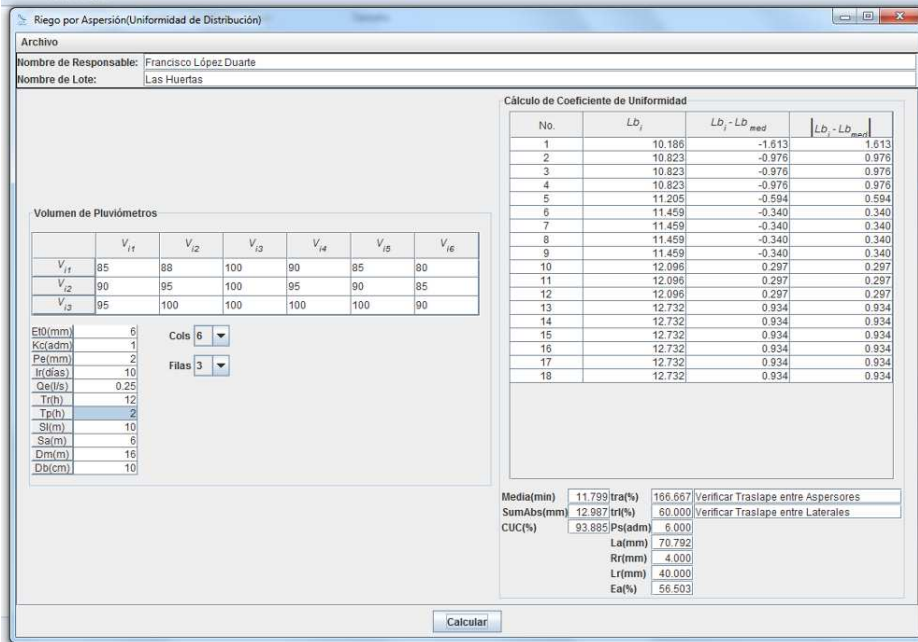 Riego por Aspersión(Uniformidad de Distribución)
Archivo
Nombre de Responsable: Francisco López Duarte
Nombre de Lote: Las Huertas
Volumen de Pluviómetros
Vi1 Vi2 Vi3 Vi4 Vi5 Vi6
Vi1 85 88 100 90 85 80
Vi2 90 95 100 95 90 85
Vi3 95 100 100 100 100 90
Et0(mm) 6
Kc(adm) 1
Pe(mm) 2
Ir(días) 10
Qe(l/s) 0.25
Tr(h) 12
Tp(h) 2
Sl(m) 10
Sa(m) 6
Dm(m) 16
Db(cm) 10
Cols 6
Filas 3
Cálculo de Coeficiente de Uniformidad
No. Lbi Lbi - Lbmed |Lbi - Lbmed|
1 10.186 -1.613 1.613
2 10.823 -0.976 0.976
3 10.823 -0.976 0.976
4 10.823 -0.976 0.976
5 11.205 -0.594 0.594
6 11.459 -0.340 0.340
7 11.459 -0.340 0.340
8 11.459 -0.340 0.340
9 11.459 -0.340 0.340
10 12.096 0.297 0.297
11 12.096 0.297 0.297
12 12.096 0.297 0.297
13 12.732 0.934 0.934
14 12.732 0.934 0.934
15 12.732 0.934 0.934
16 12.732 0.934 0.934
17 12.732 0.934 0.934
18 12.732 0.934 0.934
Media(min) 11.799 tra(%) 166.667 Verificar Traslape entre Aspersores
SumAbs(mm) 12.987 trl(%) 60.000 Verificar Traslape entre Laterales
CUC(%) 93.885 Ps(adm) 6.000
La(mm) 70.792
Rr(mm) 4.000
Lr(mm) 40.000
Ea(%) 56.503
Calcular